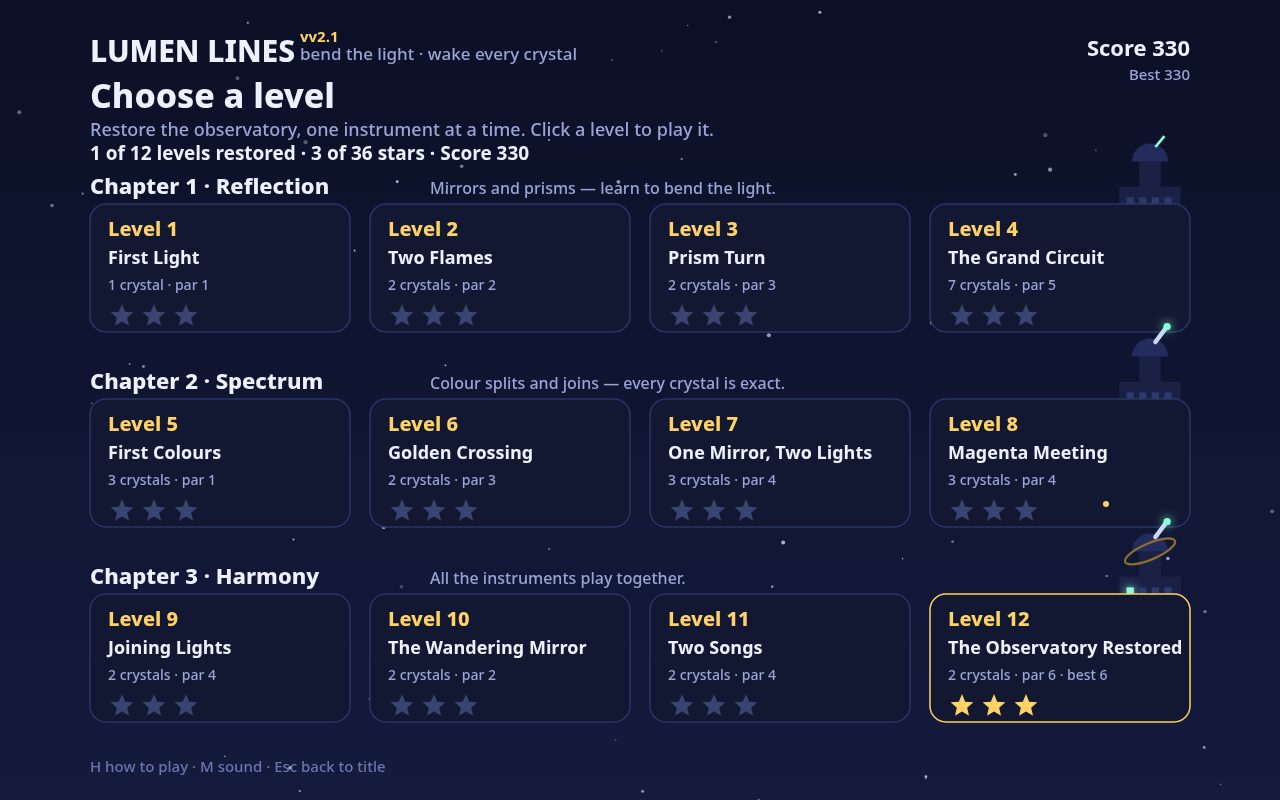 LUMEN LINES vv2.1
bend the light · wake every crystal
Score 330
Best 330
Choose a level
Restore the observatory, one instrument at a time. Click a level to play it.
1 of 12 levels restored · 3 of 36 stars · Score 330
Chapter 1 · Reflection
Mirrors and prisms — learn to bend the light.
Level 1
First Light
1 crystal · par 1
Level 2
Two Flames
2 crystals · par 2
Level 3
Prism Turn
2 crystals · par 3
Level 4
The Grand Circuit
7 crystals · par 5
Chapter 2 · Spectrum
Colour splits and joins — every crystal is exact.
Level 5
First Colours
3 crystals · par 1
Level 6
Golden Crossing
2 crystals · par 3
Level 7
One Mirror, Two Lights
3 crystals · par 4
Level 8
Magenta Meeting
3 crystals · par 4
Chapter 3 · Harmony
All the instruments play together.
Level 9
Joining Lights
2 crystals · par 4
Level 10
The Wandering Mirror
2 crystals · par 2
Level 11
Two Songs
2 crystals · par 4
Level 12
The Observatory Restored
2 crystals · par 6 · best 6
H how to play · M sound · Esc back to title